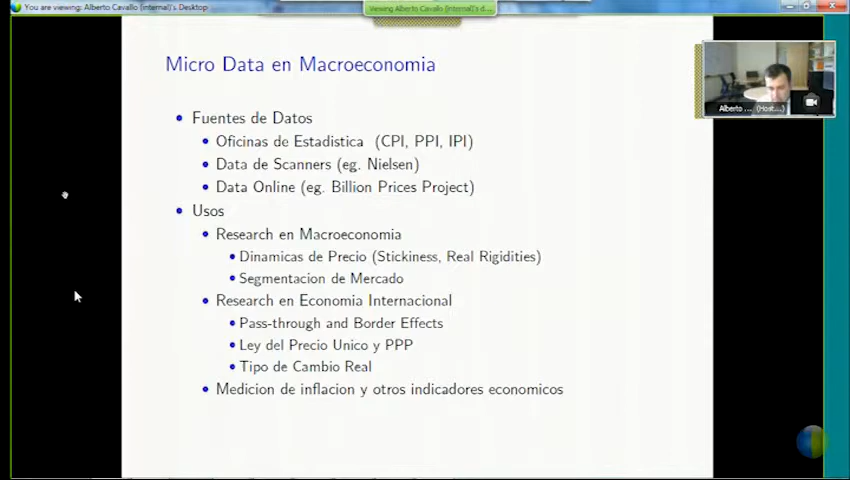 You are viewing: Alberto Cavallo (internal)'s Desktop
Viewing Alberto Cavallo (internal)'s d...
Micro Data en Macroeconomia
Alberto ... (Host...)
Fuentes de Datos
Oficinas de Estadistica (CPI, PPI, IPI)
Data de Scanners (eg. Nielsen)
Data Online (eg. Billion Prices Project)
Usos
Research en Macroeconomia
Dinamicas de Precio (Stickiness, Real Rigidities)
Segmentacion de Mercado
Research en Economia Internacional
Pass-through and Border Effects
Ley del Precio Unico y PPP
Tipo de Cambio Real
Medicion de inflacion y otros indicadores economicos